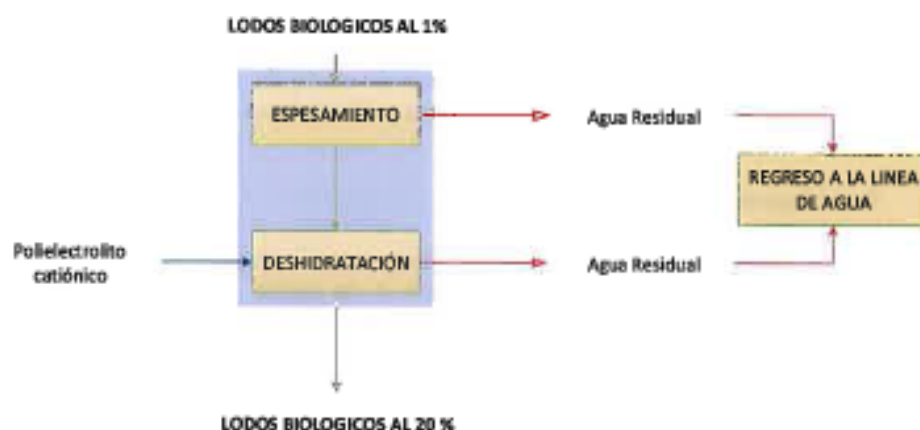 LODOS BIOLOGICOS AL 1%
ESPESAMIENTO
Agua Residual
REGRESO A LA LINEA
DE AGUA
Polielectrolito
catiónico
DESHIDRATACIÓN
Agua Residual
LODOS BIOLOGICOS AL 20 %